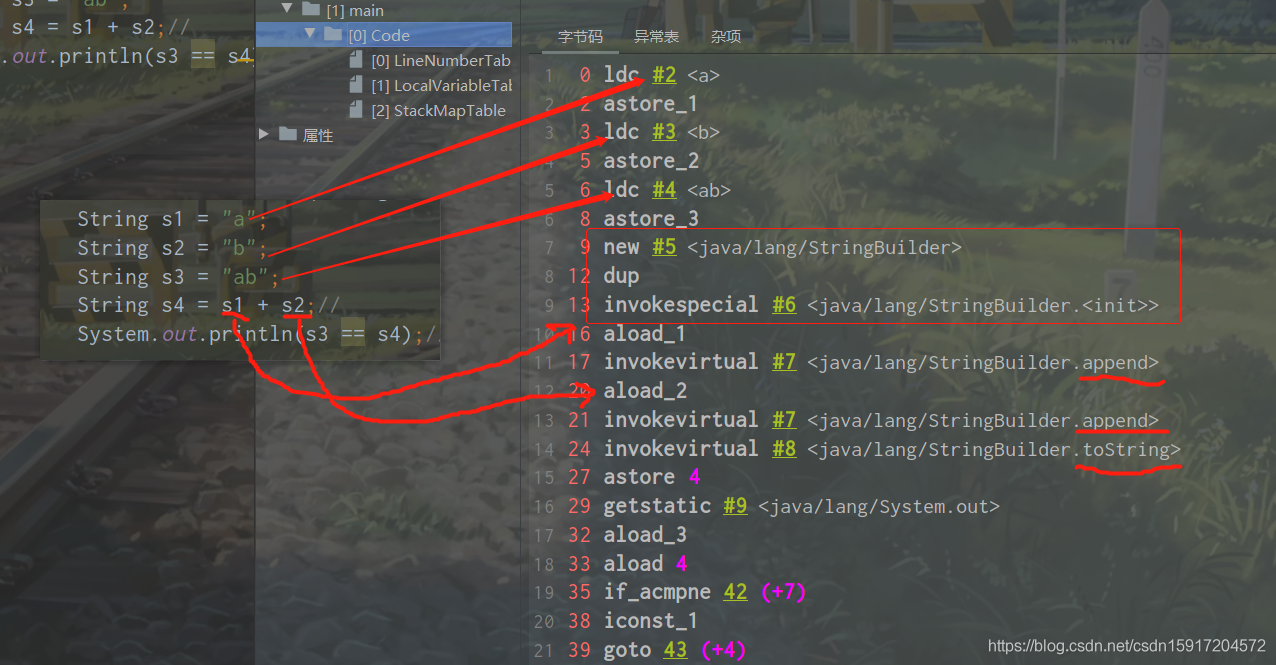 s3 = "ab";
s4 = s1 + s2;//
.out.println(s3 == s4
[1] main
[0] Code
[0] LineNumberTab
[1] LocalVariableTab
[2] StackMapTable
属性
String s1 = "a";
String s2 = "b";
String s3 = "ab";
String s4 = s1 + s2;//
System.out.println(s3 == s4);/
字节码 异常表 杂项
1 0 ldc #2 <a>
2 2 astore_1
3 3 ldc #3 <b>
4 5 astore_2
5 6 ldc #4 <ab>
6 8 astore_3
7 9 new #5 <java/lang/StringBuilder>
8 12 dup
9 13 invokespecial #6 <java/lang/StringBuilder.<init>>
10 16 aload_1
11 17 invokevirtual #7 <java/lang/StringBuilder.append>
12 20 aload_2
13 21 invokevirtual #7 <java/lang/StringBuilder.append>
14 24 invokevirtual #8 <java/lang/StringBuilder.toString>
15 27 astore 4
16 29 getstatic #9 <java/lang/System.out>
17 32 aload_3
18 33 aload 4
19 35 if_acmpne 42 (+7)
20 38 iconst_1
21 39 goto 43 (+4)
https://blog.csdn.net/csdn15917204572